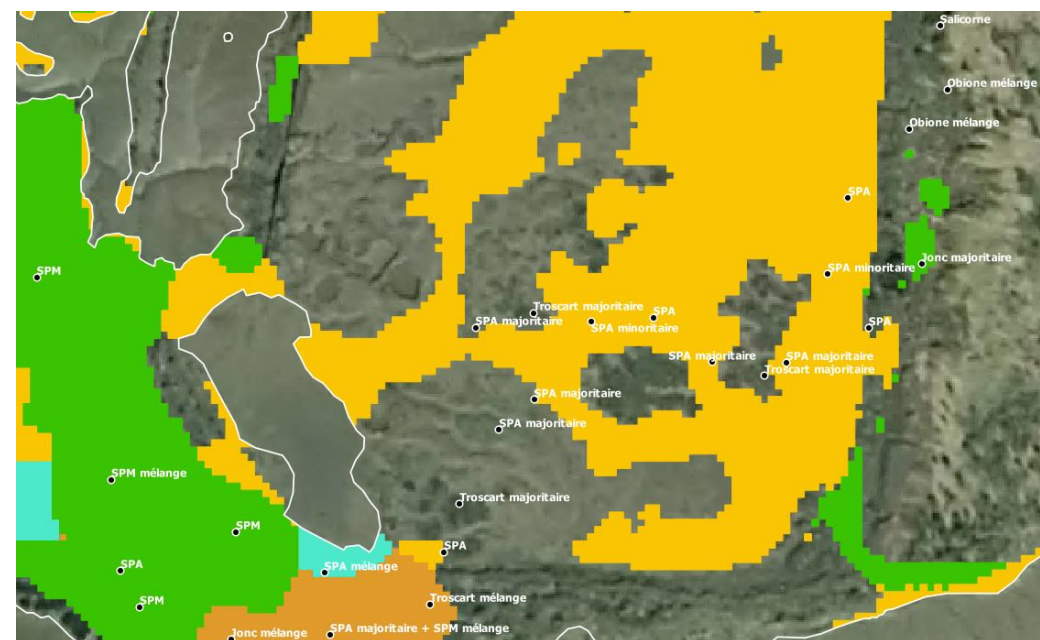 Salicorne
Obione mélange
Obione mélange
SPA
Jonc majoritaire
SPA minoritaire
SPM
Troscart majoritaire
SPA
SPA majoritaire
SPA minoritaire
SPA
SPA majoritaire
SPA majoritaire
Troscart majoritaire
SPA majoritaire
SPA majoritaire
SPM mélange
Troscart majoritaire
SPM
SPA
SPA
SPA mélange
SPM
Troscart mélange
Jonc mélange
SPA majoritaire + SPM mélange